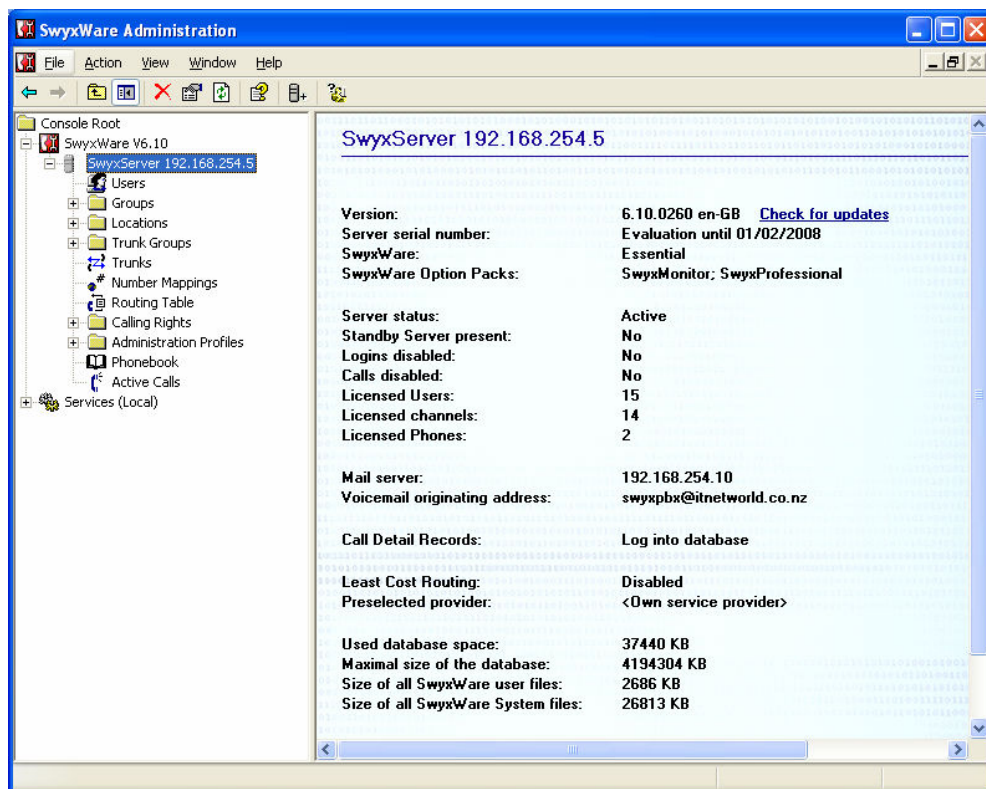 SwyxWare Administration
File Action View Window Help
Console Root
SwyxWare V6.10
SwyxServer 192.168.254.5
Users
Groups
Locations
Trunk Groups
Trunks
Number Mappings
Routing Table
Calling Rights
Administration Profiles
Phonebook
Active Calls
Services (Local)
SwyxServer 192.168.254.5
Version: 6.10.0260 en-GB Check for updates
Server serial number: Evaluation until 01/02/2008
SwyxWare: Essential
SwyxWare Option Packs: SwyxMonitor; SwyxProfessional
Server status: Active
Standby Server present: No
Logins disabled: No
Calls disabled: No
Licensed Users: 15
Licensed channels: 14
Licensed Phones: 2
Mail server: 192.168.254.10
Voicemail originating address: swyxpbx@itnetworld.co.nz
Call Detail Records: Log into database
Least Cost Routing: Disabled
Preselected provider: <Own service provider>
Used database space: 37440 KB
Maximal size of the database: 4194304 KB
Size of all SwyxWare user files: 2686 KB
Size of all SwyxWare System files: 26813 KB